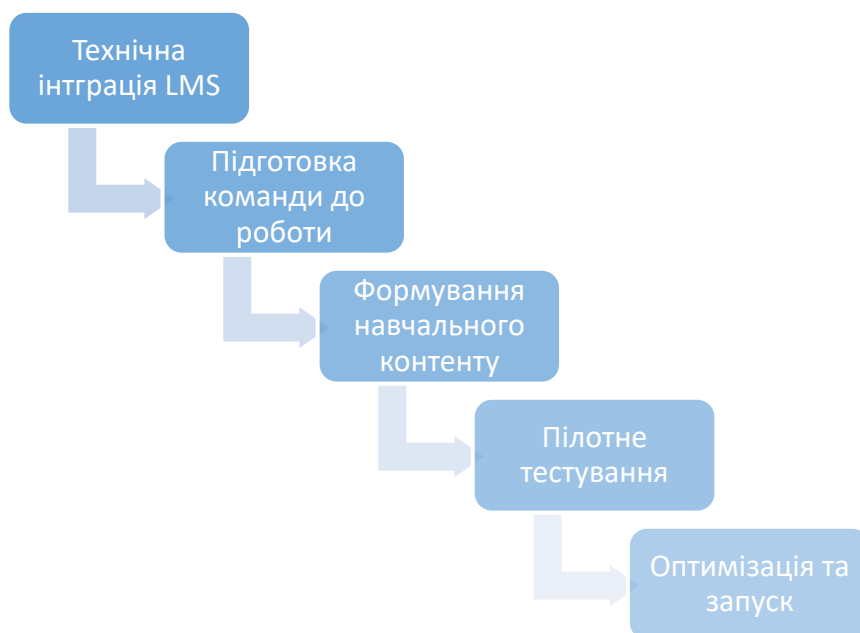 Технічна
інтграція LMS
Підготовка
команди до
роботи
Формування
навчального
контенту
Пілотне
тестування
Оптимізація та
запуск